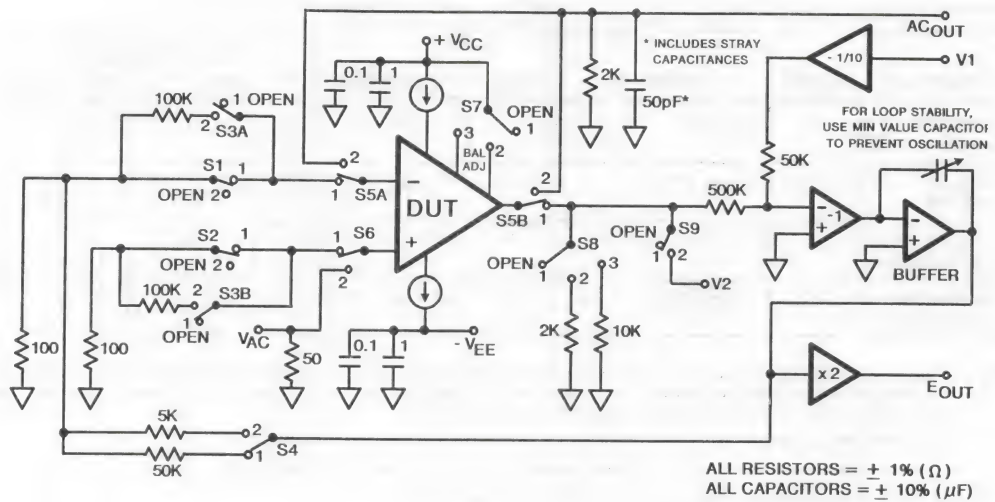 AC OUT
* INCLUDES STRAY
CAPACITANCES
- 1/10
V1
+ VCC
0.1
1
2K
50pF*
S7
OPEN
1
3
BAL
ADJ
2
FOR LOOP STABILITY,
USE MIN VALUE CAPACITOR
TO PREVENT OSCILLATION
100K
1
OPEN
2
S3A
50K
S1
1
OPEN 2
2
1
S5A
−
DUT
+
2
1
S5B
500K
−
+
-1
−
+
BUFFER
S2
1
OPEN
2
1
S6
2
S8
OPEN
1
2
3
S9
OPEN
1
2
V2
100K
2
S3B
1
OPEN
VAC
50
0.1
1
- VEE
2K
10K
100
100
x 2
EOUT
5K
2
S4
50K
1
ALL RESISTORS = ± 1% (Ω)
ALL CAPACITORS = ± 10% (μF)